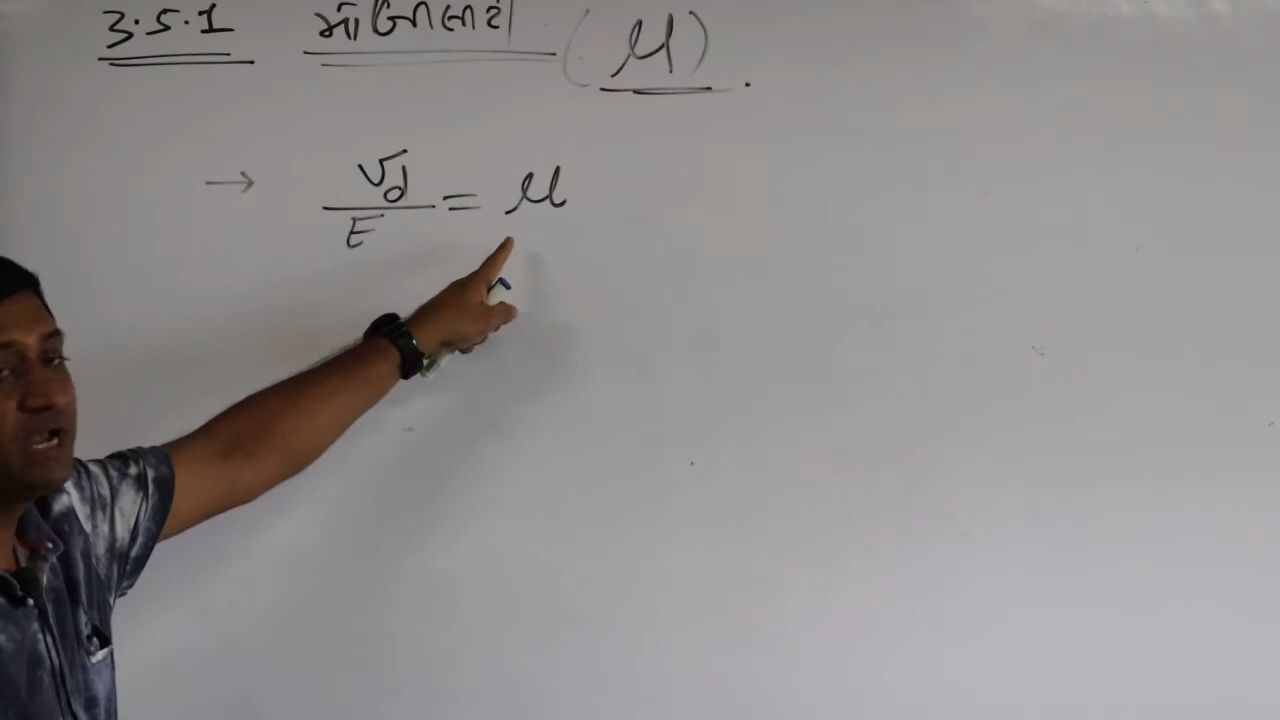 3.5.1 મોબિલીટી (μ).
→ Vd/E = μ